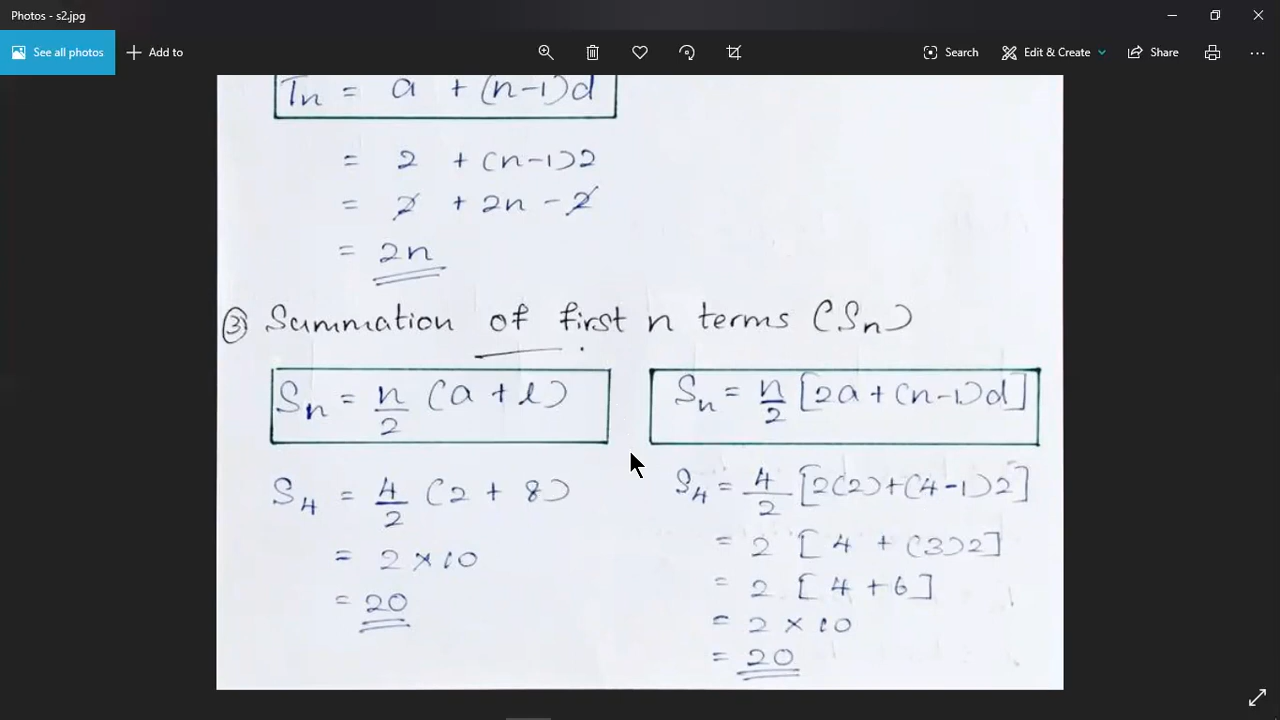 Photos - s2.jpg
See all photos
Add to
Search
Edit & Create
Share
Tn = a + (n-1)d
= 2 + (n-1)2
= 2 + 2n - 2
= 2n
③ Summation of first n terms (Sn)
Sn = n/2 (a + l)
S4 = 4/2 (2 + 8)
= 2 × 10
= 20
Sn = n/2 [2a + (n-1)d]
S4 = 4/2 [2(2)+(4-1)2]
= 2 [4 + (3)2]
= 2 [4 + 6]
= 2 × 10
= 20